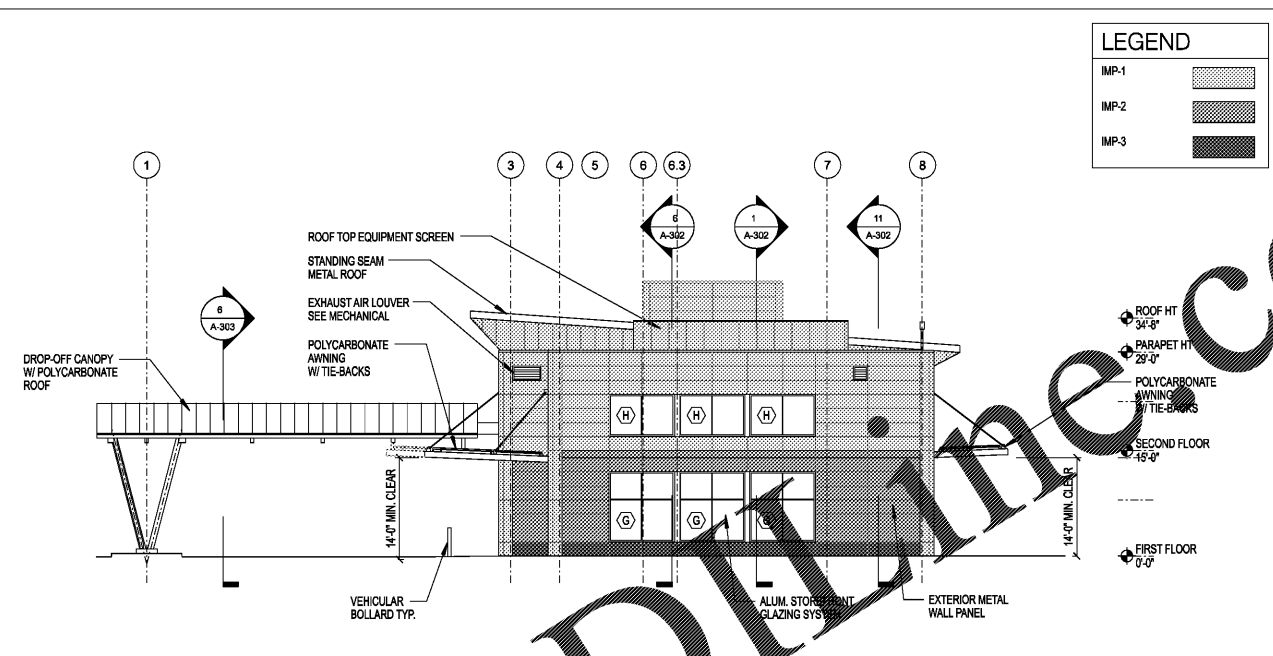 LEGEND
IMP-1
IMP-2
IMP-3
1
3
4
5
6
6.3
7
8
6
A-302
1
A-302
11
A-302
6
A-303
ROOF TOP EQUIPMENT SCREEN
STANDING SEAM
METAL ROOF
EXHAUST AIR LOUVER
SEE MECHANICAL
POLYCARBONATE
AWNING
W/ TIE-BACKS
DROP-OFF CANOPY
W/ POLYCARBONATE
ROOF
ROOF HT
34'-8"
PARAPET HT
29'-0"
POLYCARBONATE
AWNING
W/ TIE-BACKS
SECOND FLOOR
15'-0"
FIRST FLOOR
0'-0"
H
H
H
G
G
G
14'-0" MIN. CLEAR
14'-0" MIN. CLEAR
VEHICULAR
BOLLARD TYP.
ALUM. STOREFRONT
GLAZING SYSTEM
EXTERIOR METAL
WALL PANEL
DLine.c